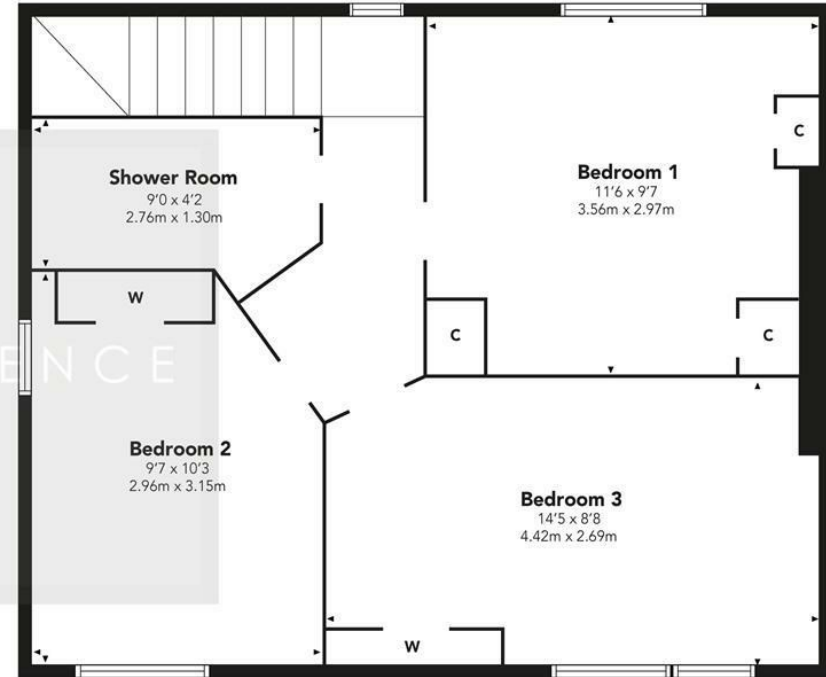 Shower Room
9'0 x 4'2
2.76m x 1.30m
Bedroom 1
11'6 x 9'7
3.56m x 2.97m
C
W
C
C
ENCE
Bedroom 2
9'7 x 10'3
2.96m x 3.15m
Bedroom 3
14'5 x 8'8
4.42m x 2.69m
W